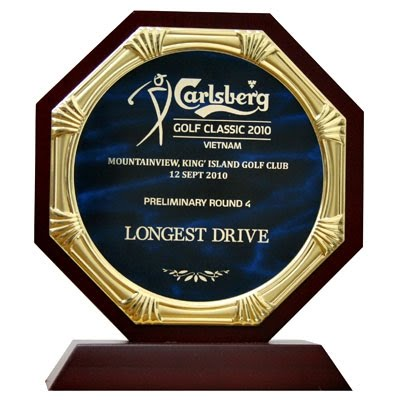 Carlsberg
GOLF CLASSIC 2010
VIETNAM
MOUNTAINVIEW, KING' ISLAND GOLF CLUB
12 SEPT 2010
PRELIMINARY ROUND 4
LONGEST DRIVE